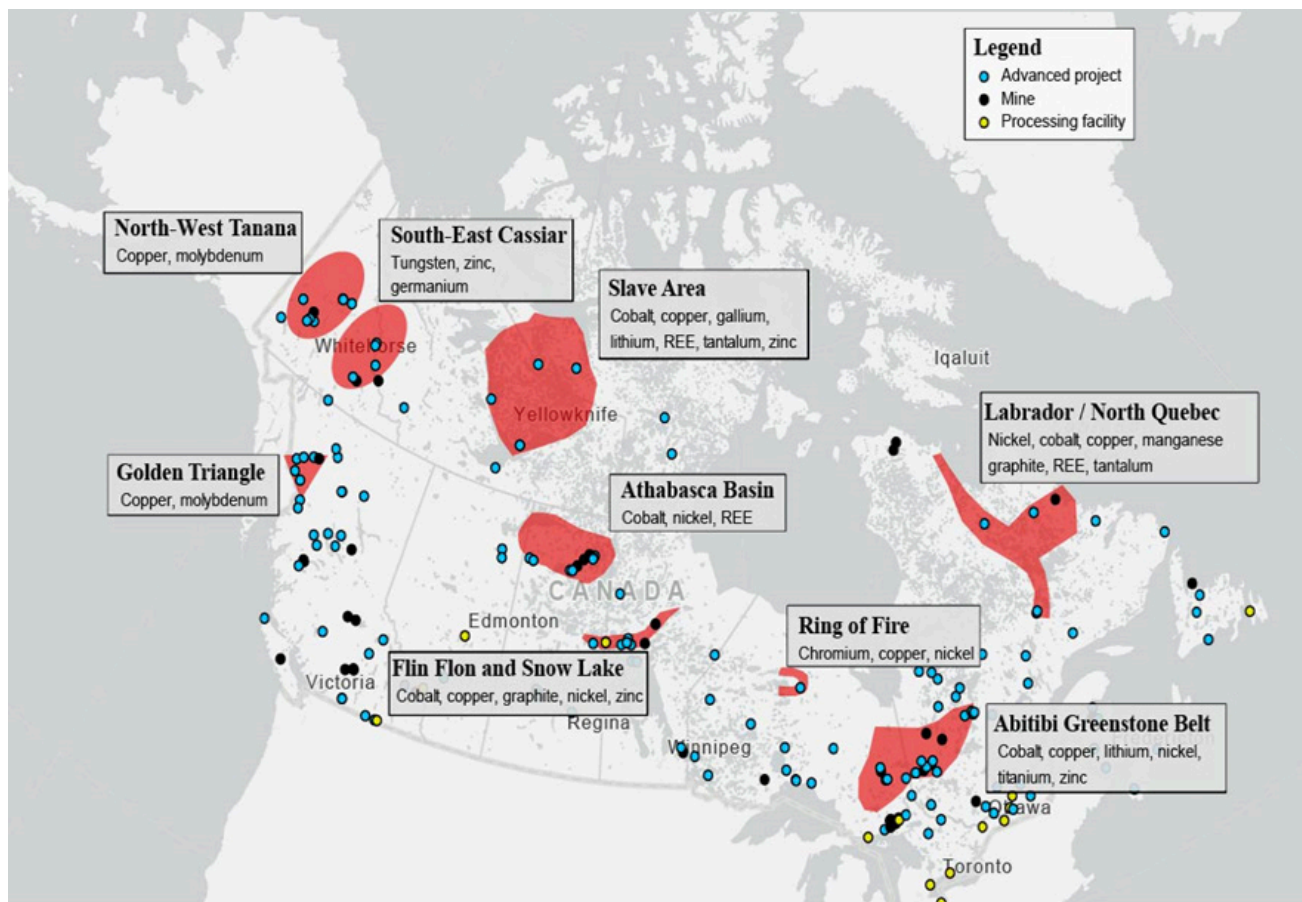 Legend
Advanced project
Mine
Processing facility
North-West Tanana
Copper, molybdenum
South-East Cassiar
Tungsten, zinc,
germanium
Slave Area
Cobalt, copper, gallium,
lithium, REE, tantalum, zinc
Whitehorse
Iqaluit
Yellowknife
Labrador / North Quebec
Nickel, cobalt, copper, manganese
graphite, REE, tantalum
Golden Triangle
Copper, molybdenum
Athabasca Basin
Cobalt, nickel, REE
CANADA
Edmonton
Ring of Fire
Chromium, copper, nickel
Flin Flon and Snow Lake
Cobalt, copper, graphite, nickel, zinc
Victoria
Regina
Winnipeg
Abitibi Greenstone Belt
Cobalt, copper, lithium, nickel,
titanium, zinc
Fredericton
Ottawa
Toronto